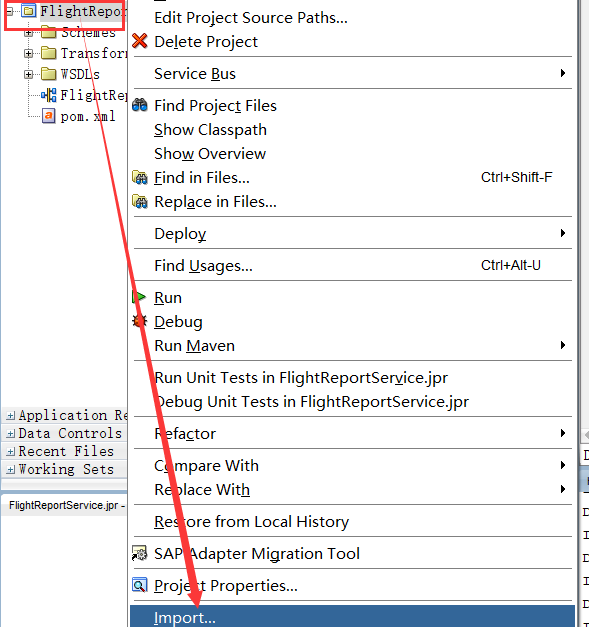 FlightRepor
Schemes
Transform
WSDLs
FlightRe
pom.xml
Application Re
Data Controls
Recent Files
Working Sets
FlightReportService.jpr -
Edit Project Source Paths...
Delete Project
Service Bus
Find Project Files
Show Classpath
Show Overview
Find in Files... Ctrl+Shift-F
Replace in Files...
Deploy
Find Usages... Ctrl+Alt-U
Run
Debug
Run Maven
Run Unit Tests in FlightReportService.jpr
Debug Unit Tests in FlightReportService.jpr
Refactor
Compare With
Replace With
Restore from Local History
SAP Adapter Migration Tool
Project Properties...
Import...